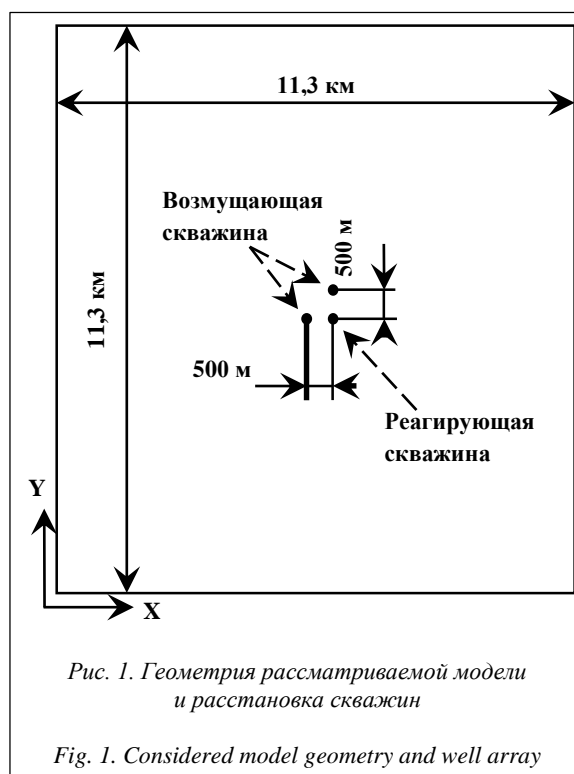 11,3 км
Возмущающая
скважина
500 м
11,3 км
500 м
Реагирующая
скважина
Y
X
Рис. 1. Геометрия рассматриваемой модели
и расстановка скважин
Fig. 1. Considered model geometry and well array